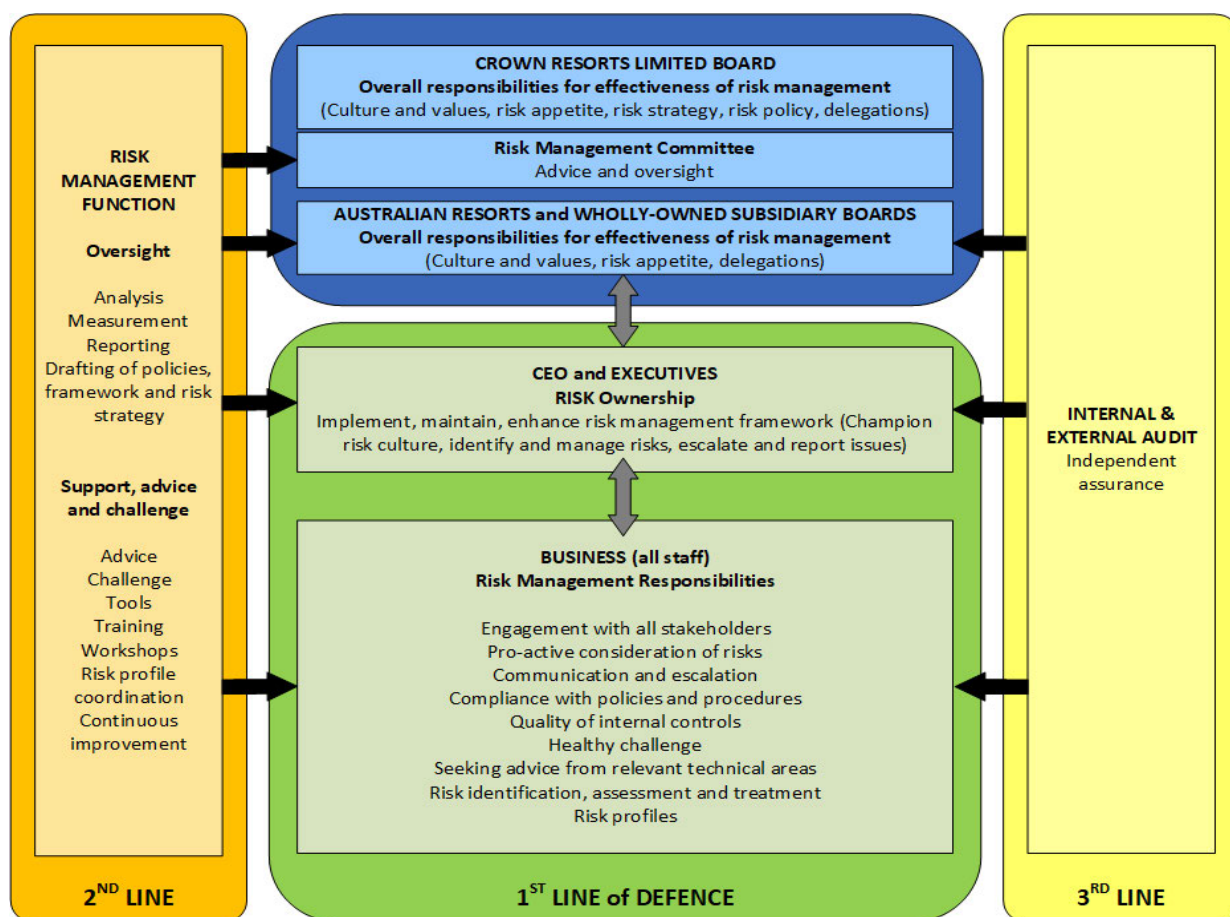 RISK
MANAGEMENT
FUNCTION
Oversight
Analysis
Measurement
Reporting
Drafting of policies,
framework and risk
strategy
Support, advice
and challenge
Advice
Challenge
Tools
Training
Workshops
Risk profile
coordination
Continuous
improvement
2ND LINE
CROWN RESORTS LIMITED BOARD
Overall responsibilities for effectiveness of risk management
(Culture and values, risk appetite, risk strategy, risk policy, delegations)
Risk Management Committee
Advice and oversight
AUSTRALIAN RESORTS and WHOLLY-OWNED SUBSIDIARY BOARDS
Overall responsibilities for effectiveness of risk management
(Culture and values, risk appetite, delegations)
CEO and EXECUTIVES
RISK Ownership
Implement, maintain, enhance risk management framework (Champion
risk culture, identify and manage risks, escalate and report issues)
BUSINESS (all staff)
Risk Management Responsibilities
Engagement with all stakeholders
Pro-active consideration of risks
Communication and escalation
Compliance with policies and procedures
Quality of internal controls
Healthy challenge
Seeking advice from relevant technical areas
Risk identification, assessment and treatment
Risk profiles
1ST LINE of DEFENCE
INTERNAL &
EXTERNAL AUDIT
Independent
assurance
3RD LINE